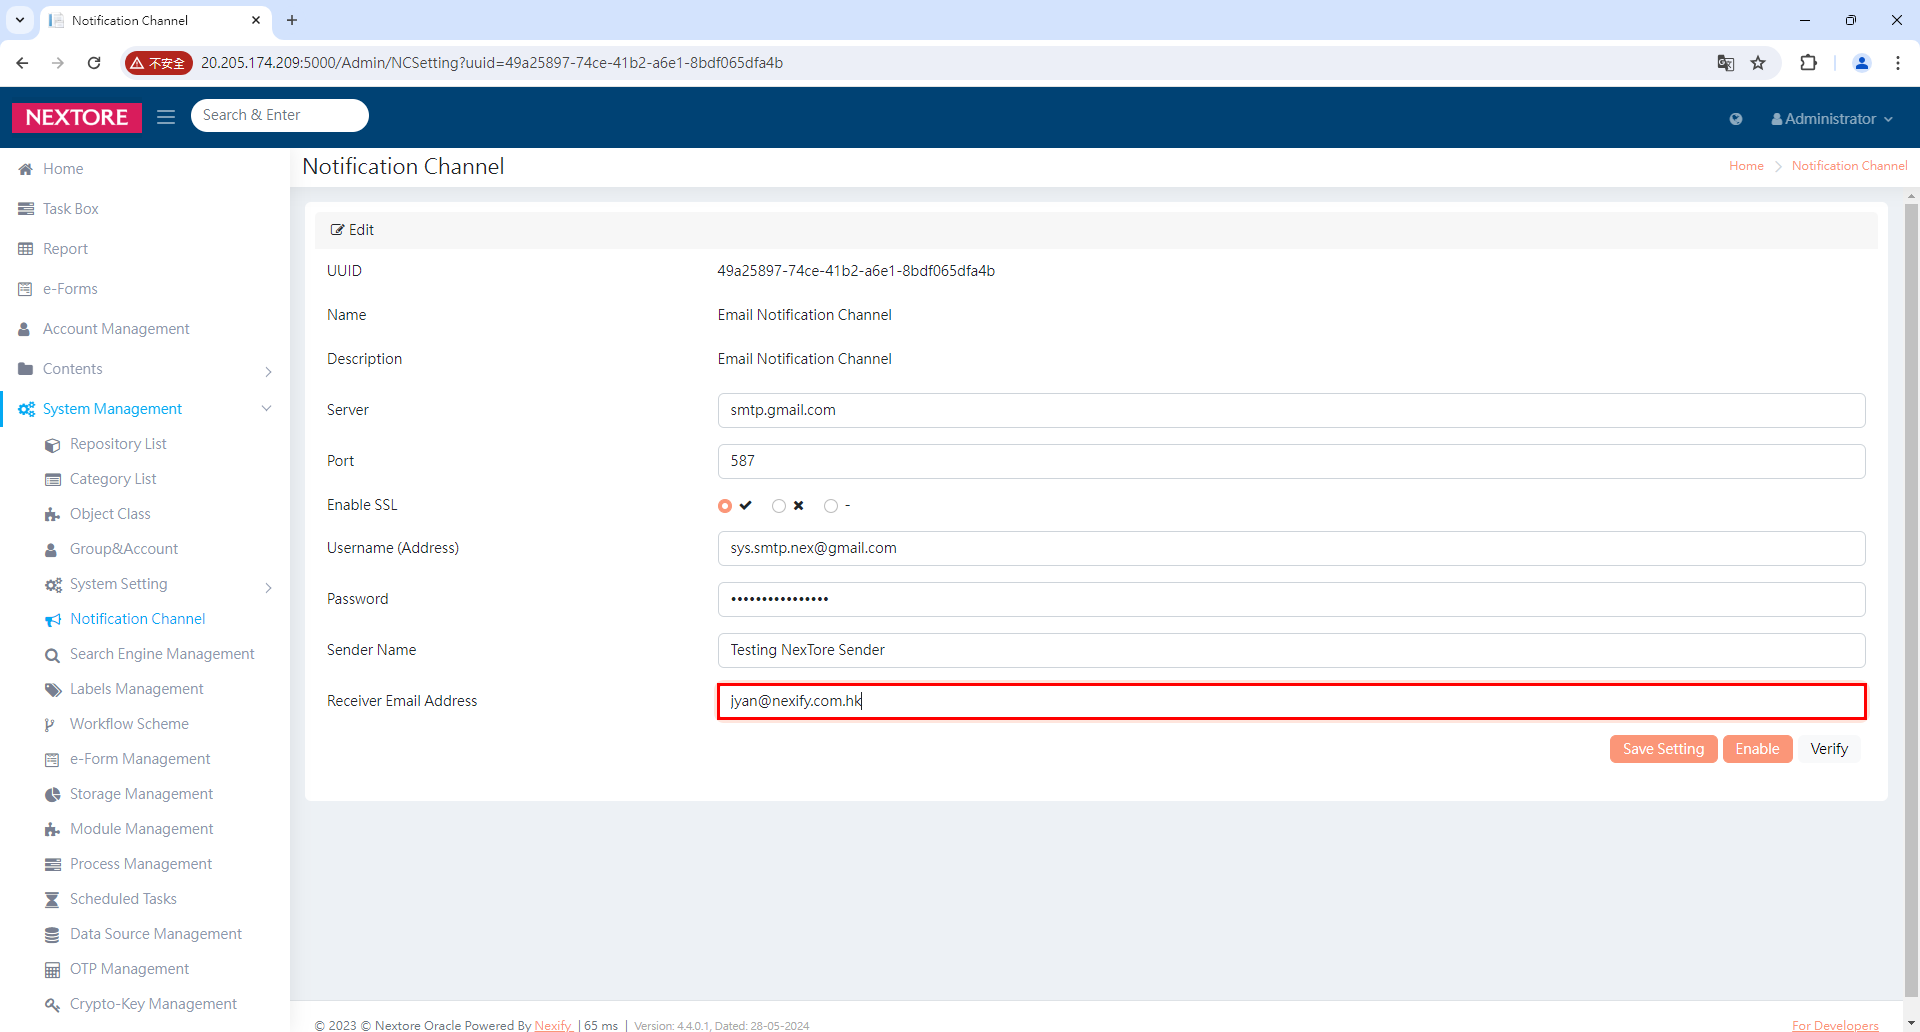 Notification Channel
不安全
20.205.174.209:5000/Admin/NCSetting?uuid=49a25897-74ce-41b2-a6e1-8bdf065dfa4b
NEXTORE
Search & Enter
Administrator
Home
Task Box
Report
e-Forms
Account Management
Contents
System Management
Repository List
Category List
Object Class
Group&Account
System Setting
Notification Channel
Search Engine Management
Labels Management
Workflow Scheme
e-Form Management
Storage Management
Module Management
Process Management
Scheduled Tasks
Data Source Management
OTP Management
Crypto-Key Management
Notification Channel
Home > Notification Channel
Edit
UUID 49a25897-74ce-41b2-a6e1-8bdf065dfa4b
Name Email Notification Channel
Description Email Notification Channel
Server smtp.gmail.com
Port 587
Enable SSL ✔ ✖ -
Username (Address) sys.smtp.nex@gmail.com
Password ••••••••••••••••
Sender Name Testing NexTore Sender
Receiver Email Address jyan@nexify.com.hk
Save Setting Enable Verify
© 2023 © Nextore Oracle Powered By Nexify | 65 ms | Version: 4.4.0.1, Dated: 28-05-2024
For Developers